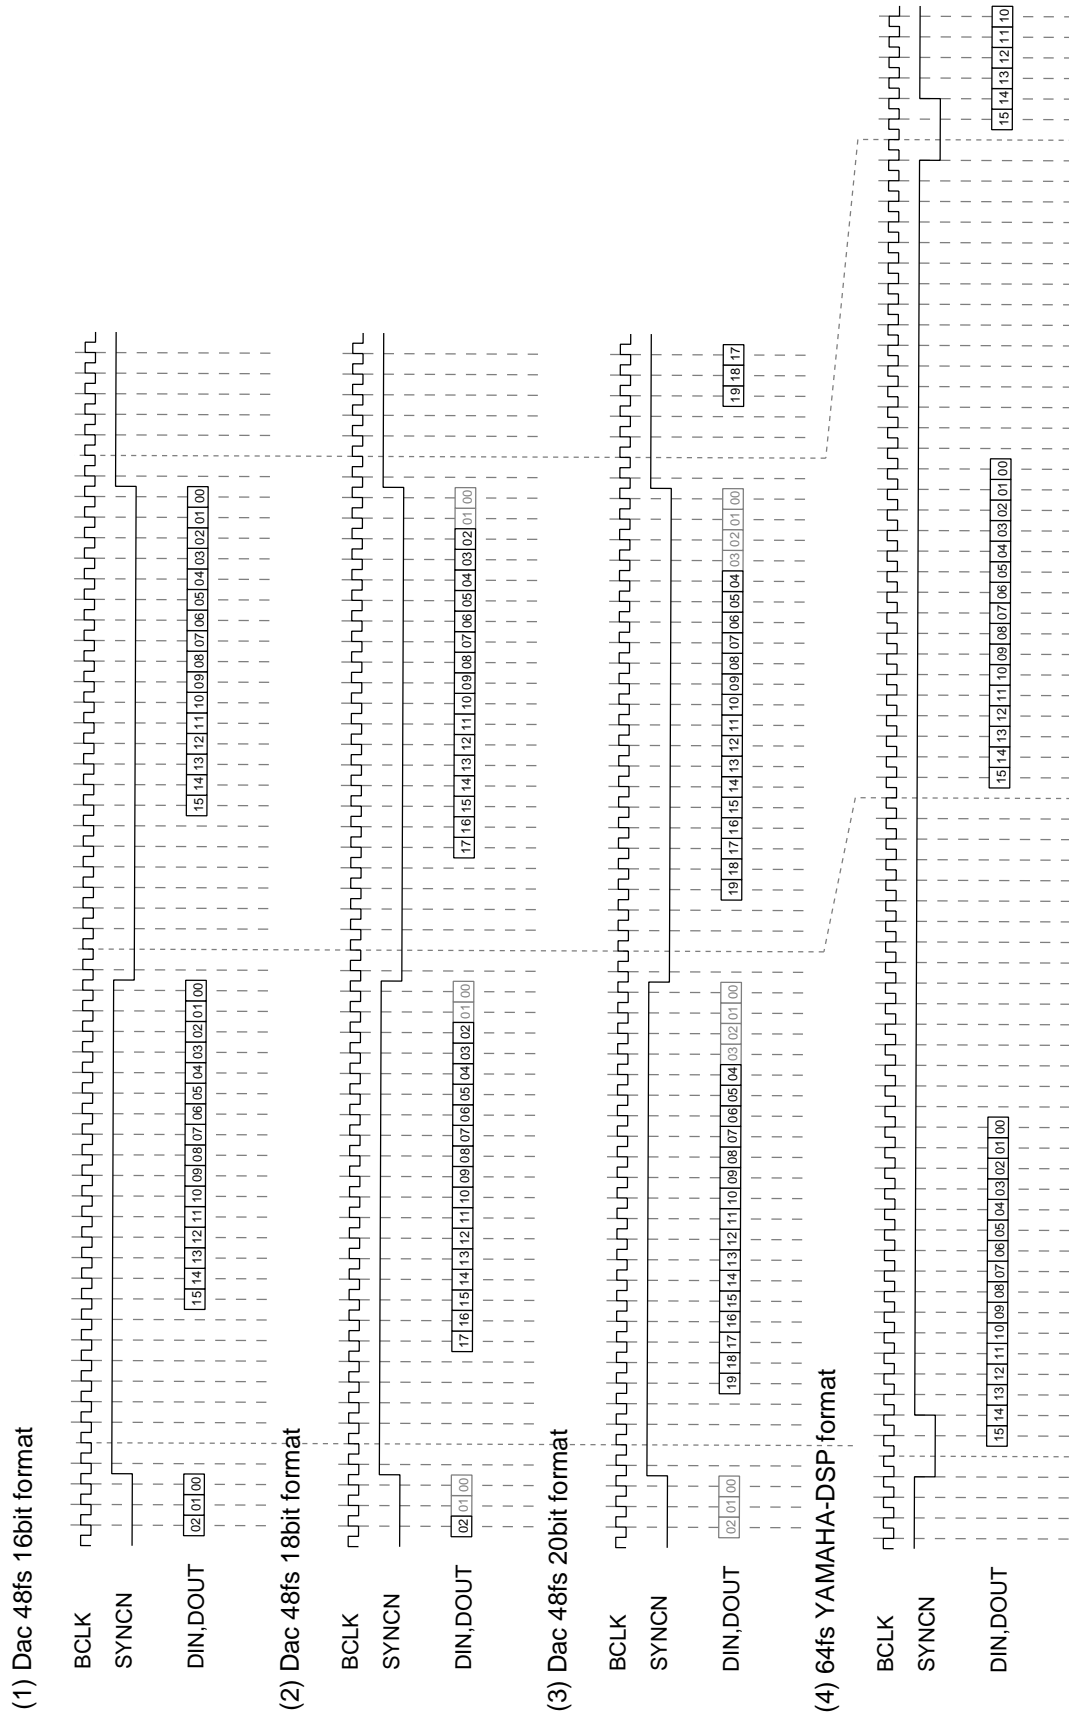 (1) Dac 48fs 16bit format
BCLK
SYNCN
DIN,DOUT
02 01 00
15 14 13 12 11 10 09 08 07 06 05 04 03 02 01 00
15 14 13 12 11 10 09 08 07 06 05 04 03 02 01 00
(2) Dac 48fs 18bit format
BCLK
SYNCN
DIN,DOUT
02 01 00
17 16 15 14 13 12 11 10 09 08 07 06 05 04 03 02 01 00
17 16 15 14 13 12 11 10 09 08 07 06 05 04 03 02 01 00
(3) Dac 48fs 20bit format
BCLK
SYNCN
DIN,DOUT
02 01 00
19 18 17 16 15 14 13 12 11 10 09 08 07 06 05 04 03 02 01 00
19 18 17 16 15 14 13 12 11 10 09 08 07 06 05 04 03 02 01 00
19 18 17
(4) 64fs YAMAHA-DSP format
BCLK
SYNCN
DIN,DOUT
15 14 13 12 11 10 09 08 07 06 05 04 03 02 01 00
15 14 13 12 11 10 09 08 07 06 05 04 03 02 01 00
15 14 13 12 11 10